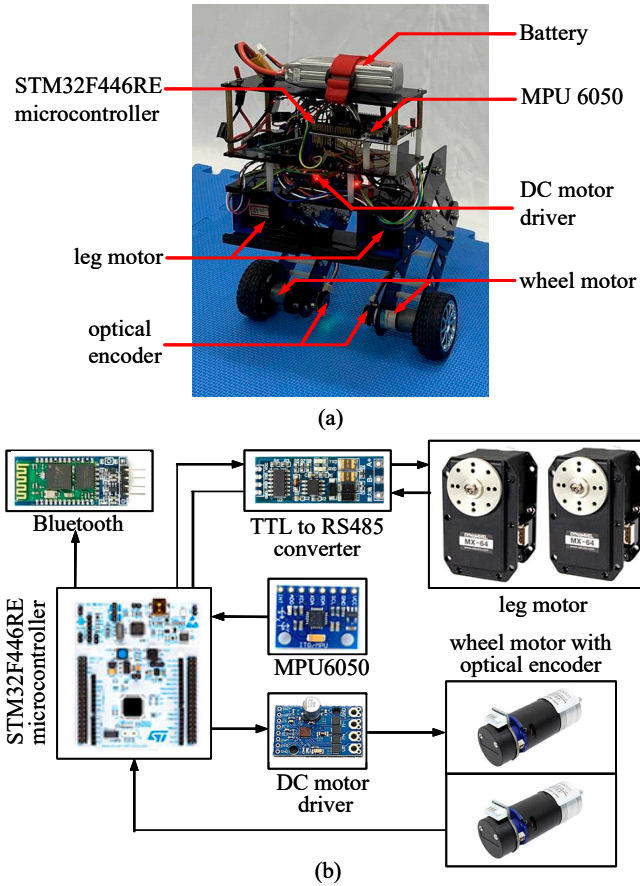 Battery
STM32F446RE
microcontroller
MPU 6050
DC motor
driver
leg motor
wheel motor
optical
encoder
(a)
Bluetooth
TTL to RS485
converter
MX-64
MX-64
leg motor
STM32F446RE
microcontroller
MPU6050
wheel motor with
optical encoder
DC motor
driver
(b)